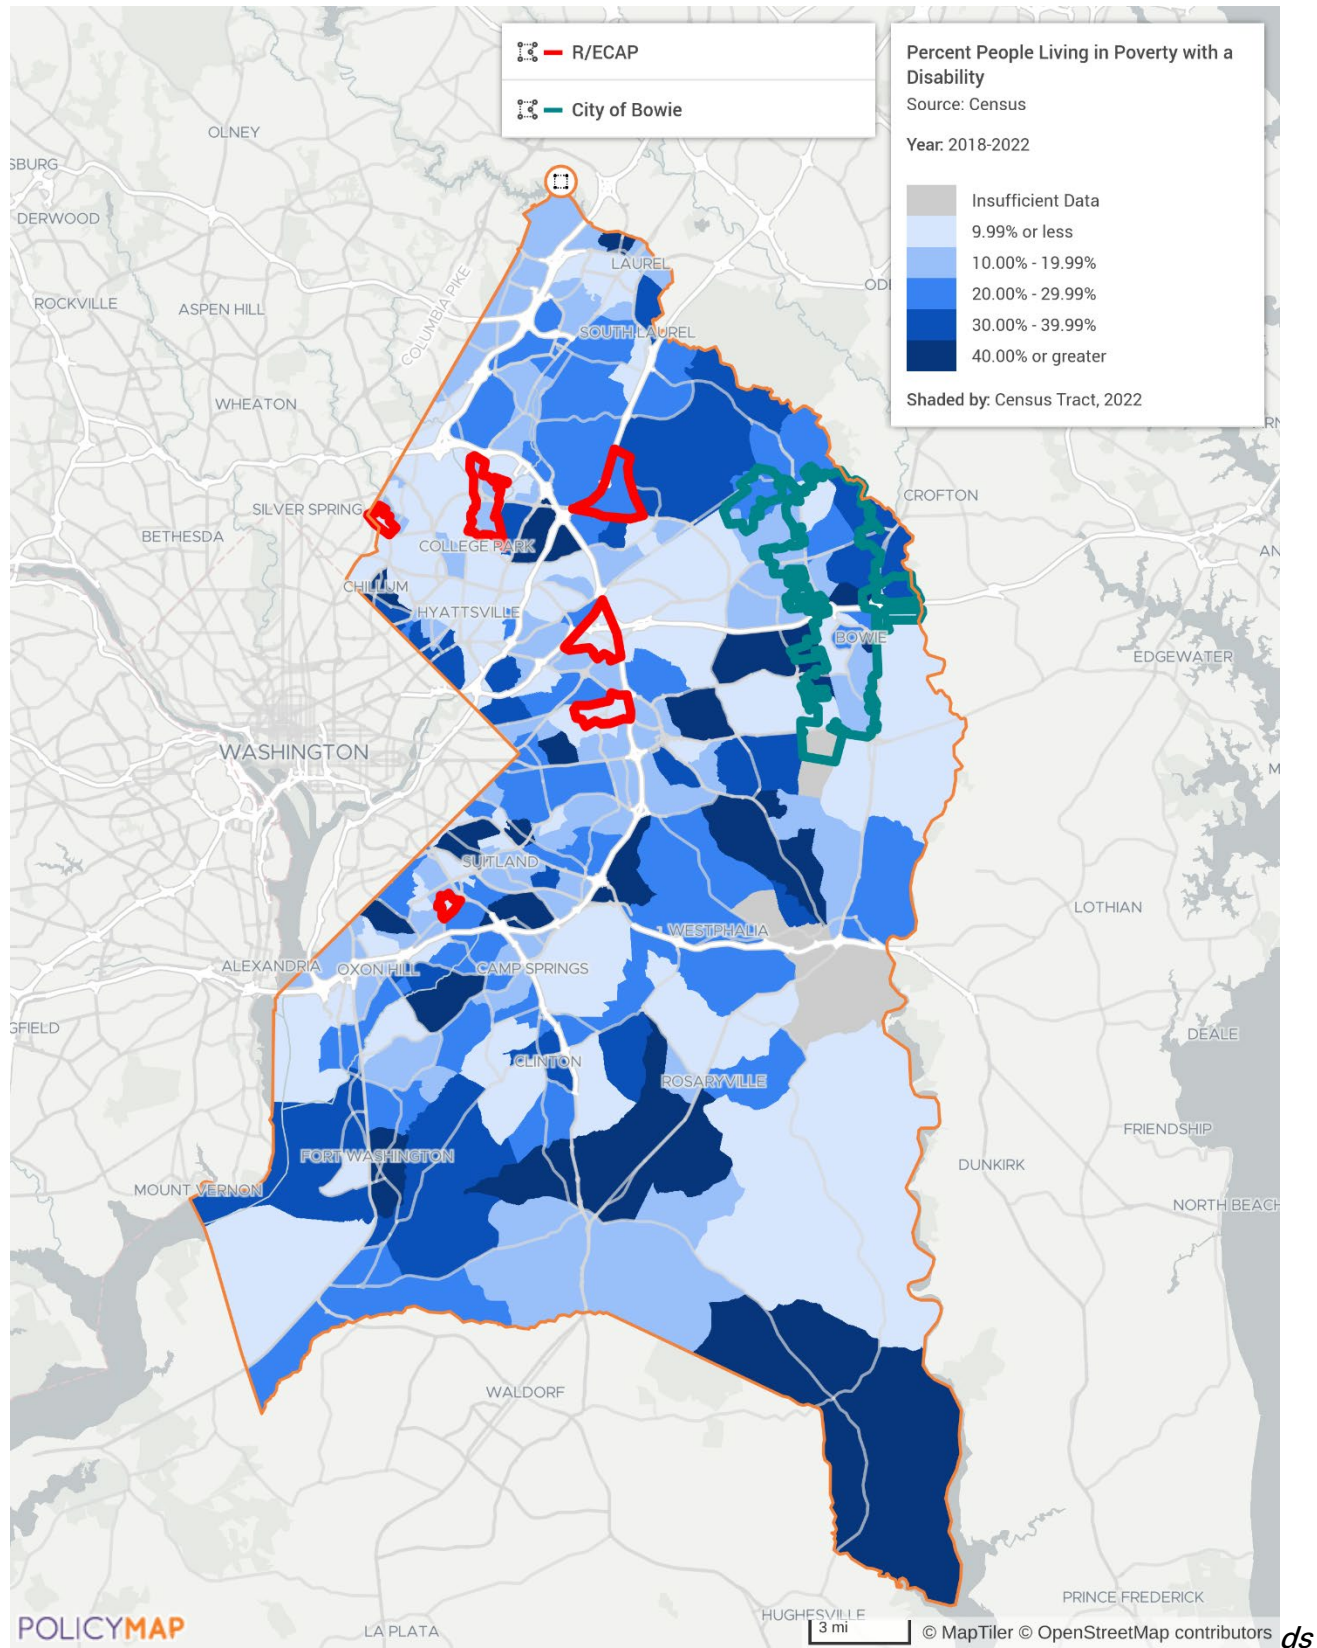 R/ECAP
City of Bowie
Percent People Living in Poverty with a
Disability
Source: Census
Year: 2018-2022
Insufficient Data
9.99% or less
10.00% - 19.99%
20.00% - 29.99%
30.00% - 39.99%
40.00% or greater
Shaded by: Census Tract, 2022
OLNEY
SBURG
DERWOOD
LAUREL
COLUMBIA PIKE
ROCKVILLE
ASPEN HILL
SOUTH LAUREL
WHEATON
CROFTON
SILVER SPRING
BETHESDA
COLLEGE PARK
AN
CHILLUM
HYATTSVILLE
BOWIE
EDGEWATER
WASHINGTON
M
SUITLAND
LOTHIAN
WESTPHALIA
ALEXANDRIA
OXON HILL
CAMP SPRINGS
GFIELD
DEALE
CLINTON
ROSARYVILLE
FRIENDSHIP
FORT WASHINGTON
DUNKIRK
MOUNT VERNON
NORTH BEACH
WALDORF
PRINCE FREDERICK
HUGHESVILLE
LA PLATA
POLICYMAP
3 mi
© MapTiler © OpenStreetMap contributors
ds